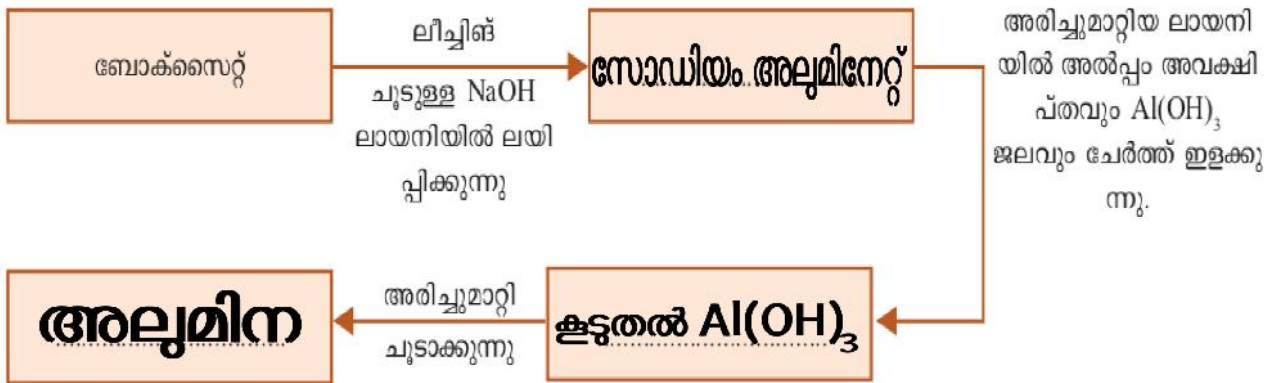 ബോക്സൈറ്റ്
ലീച്ചിങ്
ചൂടുള്ള NaOH
ലായനിയിൽ ലയി
പ്പിക്കുന്നു
സോഡിയം അലുമിനേറ്റ്
അരിച്ചുമാറ്റിയ ലായനി
യിൽ അൽപ്പം അവക്ഷി
പ്തവും Al(OH)₃
ജലവും ചേർത്ത് ഇളക്കു
ന്നു.
കൂടുതൽ Al(OH)₃
അരിച്ചുമാറ്റി
ചൂടാക്കുന്നു
അലുമിന